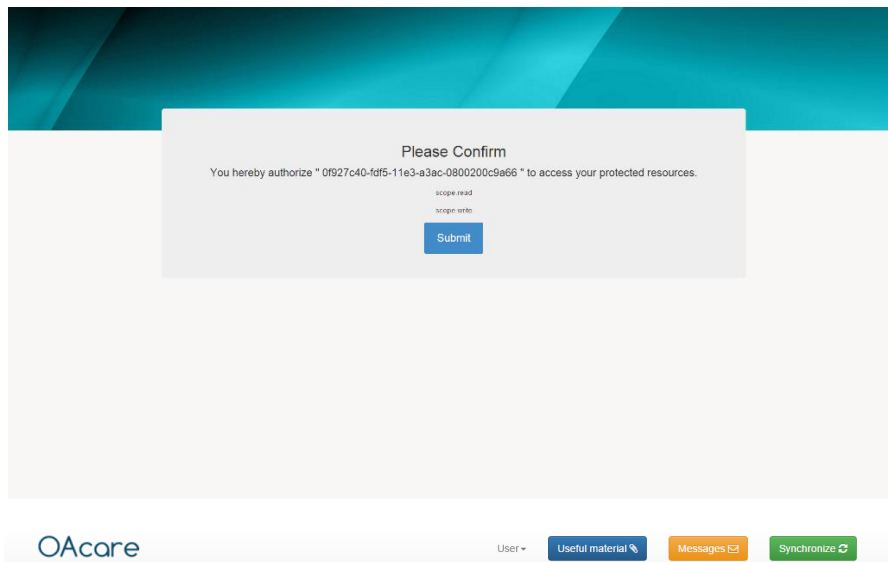 Please Confirm
You hereby authorize " 0f927c40-fdf5-11e3-a3ac-0800200c9a66 " to access your protected resources.
scope.read
scope.write
Submit
OAcare User Useful material Messages Synchronize